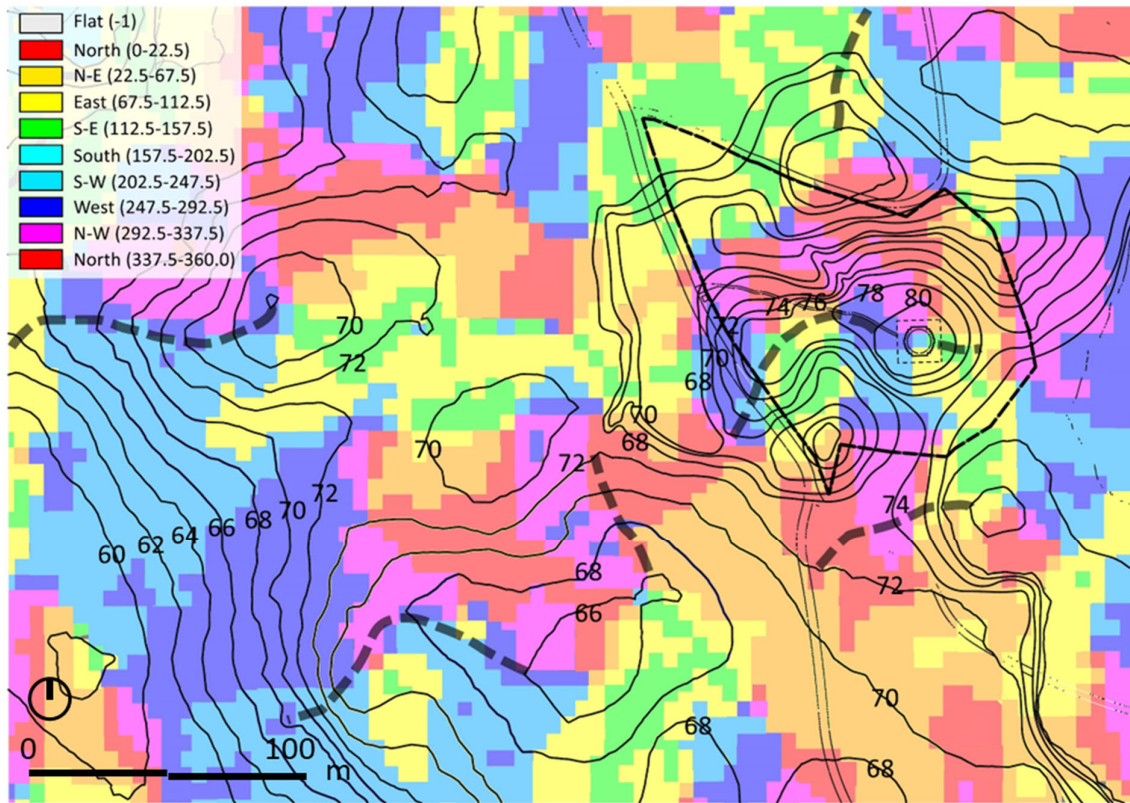 Flat (-1)
North (0-22.5)
N-E (22.5-67.5)
East (67.5-112.5)
S-E (112.5-157.5)
South (157.5-202.5)
S-W (202.5-247.5)
West (247.5-292.5)
N-W (292.5-337.5)
North (337.5-360.0)
74 76 78 80
70
72
72
70
68
70
68
70
72
72
70
68
66
64
62
60
74
72
68
66
70
68
68
0 100 m